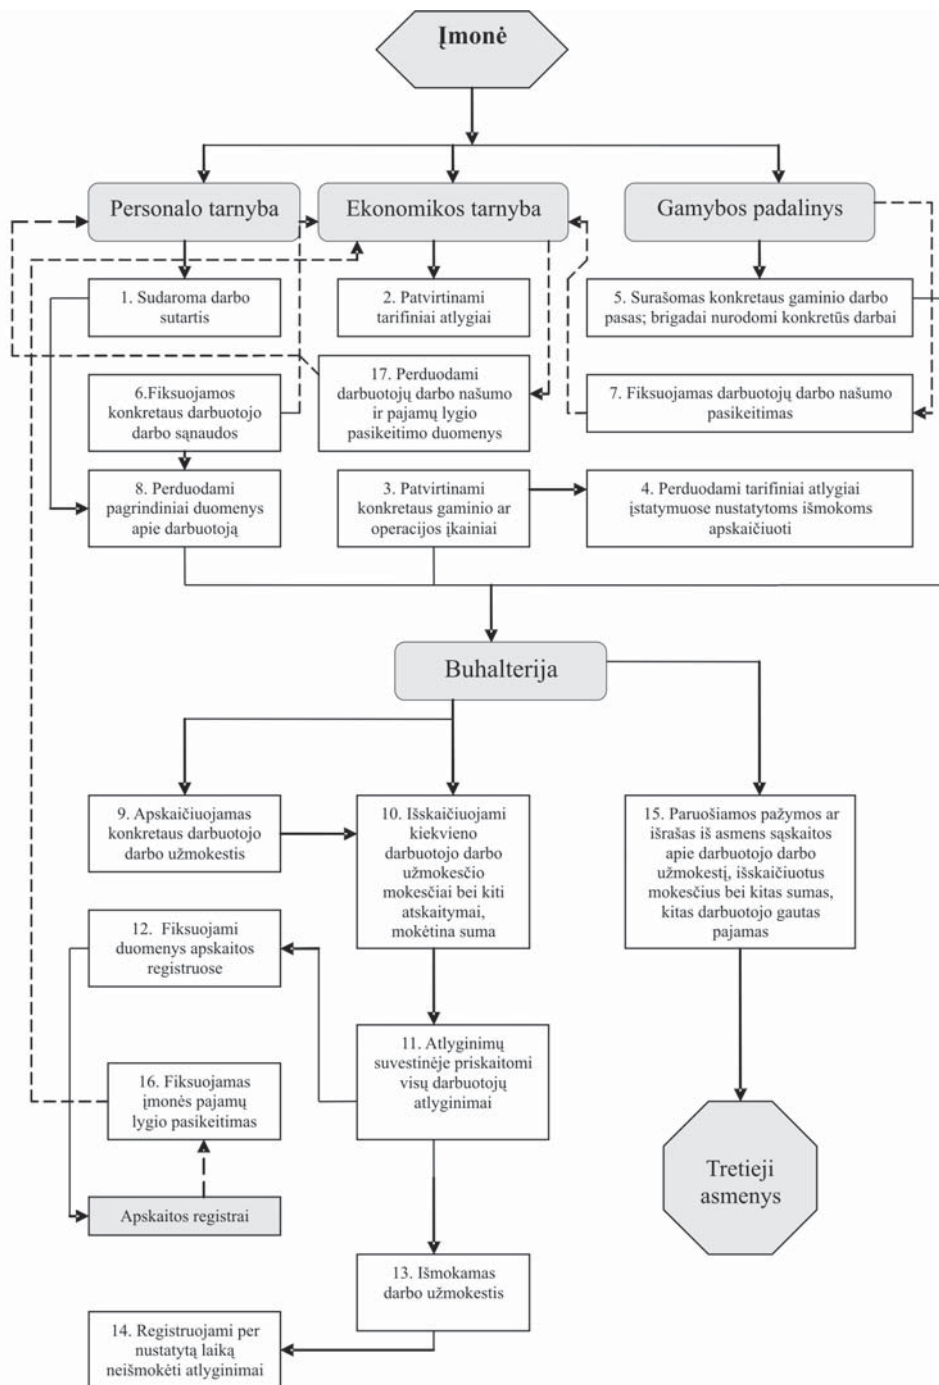 Įmonė
Personalo tarnyba
Ekonomikos tarnyba
Gamybos padalinys
1. Sudaroma darbo
sutartis
2. Patvirtinami
tarifiniai atlygiai
5. Surašomas konkretaus gaminio darbo
pasas; brigadai nurodomi konkretūs darbai
6.Fiksuojamos
konkretaus darbuotojo
darbo sąnaudos
17. Perduodami
darbuotojų darbo našumo
ir pajamų lygio
pasikeitimo duomenys
7. Fiksuojamas darbuotojų darbo našumo
pasikeitimas
8. Perduodami
pagrindiniai duomenys
apie darbuotoją
3. Patvirtinami
konkretaus gaminio ar
operacijos įkainiai
4. Perduodami tarifiniai atlygiai
įstatymuose nustatytoms išmokoms
apskaičiuoti
Buhalterija
9. Apskaičiuojamas
konkretaus darbuotojo
darbo užmokestis
10. Išskaičiuojami
kiekvieno
darbuotojo darbo
užmokesčio
mokesčiai bei kiti
atskaitymai,
mokėtina suma
15. Paruošiamos pažymos ar
išrašas iš asmens sąskaitos
apie darbuotojo darbo
užmokestį, išskaičiuotus
mokesčius bei kitas sumas,
kitas darbuotojo gautas
pajamas
12. Fiksuojami
duomenys apskaitos
registruose
11. Atlyginimų
suvestinėje priskaitomi
visų darbuotojų
atlyginimai
16. Fiksuojamas
įmonės pajamų
lygio pasikeitimas
Apskaitos registrai
Tretieji
asmenys
13. Išmokamas
darbo užmokestis
14. Registruojami per
nustatytą laiką
neišmokėti atlyginimai